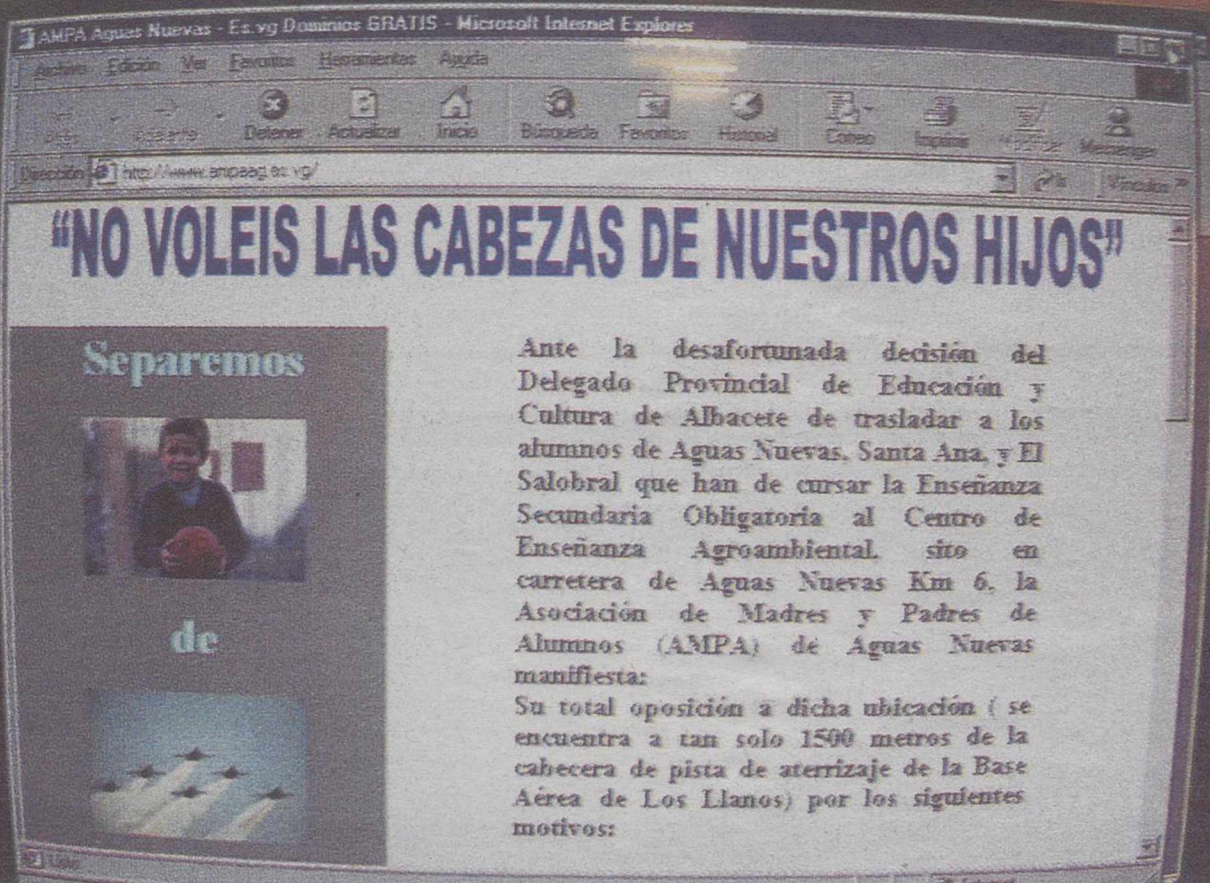 AMPA Aguas Nuevas - Es.vg Dominios GRATIS - Microsoft Internet Explorer
Archivo Edición Ver Favoritos Herramientas Ayuda
Detener Actualizar Inicio Búsqueda Favoritos Historial Correo Imprimir Messenger
Dirección http://www.ampaag.es.vg/ Ir Vínculos »
“NO VOLEIS LAS CABEZAS DE NUESTROS HIJOS”
Separemos
de
Ante la desafortunada decisión del
Delegado Provincial de Educación y
Cultura de Albacete de trasladar a los
alumnos de Aguas Nuevas, Santa Ana, y El
Salobral que han de cursar la Enseñanza
Secundaria Obligatoria al Centro de
Enseñanza Agroambiental, sito en
carretera de Aguas Nuevas Km 6, la
Asociación de Madres y Padres de
Alumnos (AMPA) de Aguas Nuevas
manifiesta:
Su total oposición a dicha ubicación ( se
encuentra a tan solo 1500 metros de la
cabecera de pista de aterrizaje de la Base
Aérea de Los Llanos) por los siguientes
motivos:
Listo